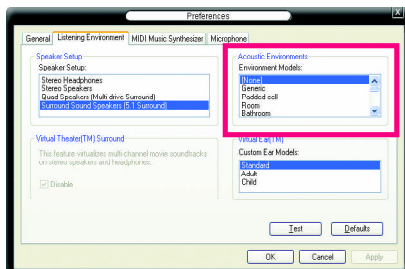 Preferences
X
General Listening Environment MIDI Music Synthesizer Microphone
Speaker Setup
Speaker Setup:
Stereo Headphones
Stereo Speakers
Quad Speakers (Multi drive Surround)
Surround Sound Speakers (5.1 Surround)
Acoustic Environments
Environment Models:
[None]
Generic
Padded cell
Room
Bathroom
Virtual Theater(TM) Surround
This feature virtualizes multi-channel movie soundtracks
on stereo speakers and headphones.
Disable
Virtual Ear(TM)
Custom Ear Models:
Standard
Adult
Child
Test Defaults
OK Cancel Apply